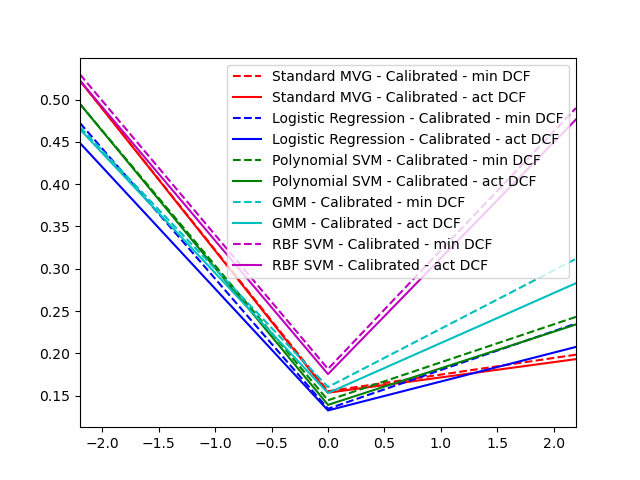 Standard MVG - Calibrated - min DCF
Standard MVG - Calibrated - act DCF
Logistic Regression - Calibrated - min DCF
Logistic Regression - Calibrated - act DCF
Polynomial SVM - Calibrated - min DCF
Polynomial SVM - Calibrated - act DCF
GMM - Calibrated - min DCF
GMM - Calibrated - act DCF
RBF SVM - Calibrated - min DCF
RBF SVM - Calibrated - act DCF
0.50
0.45
0.40
0.35
0.30
0.25
0.20
0.15
−2.0 −1.5 −1.0 −0.5 0.0 0.5 1.0 1.5 2.0